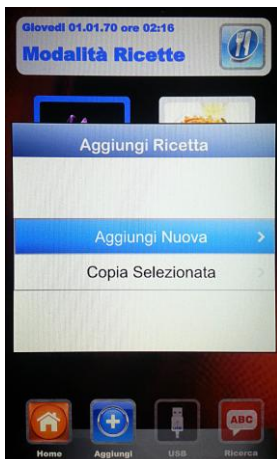 Giovedì 01.01.70 ore 02:16
Modalità Ricette
Aggiungi Ricetta
Aggiungi Nuova
Copia Selezionata
ABC
Home Aggiungi USB Ricerca